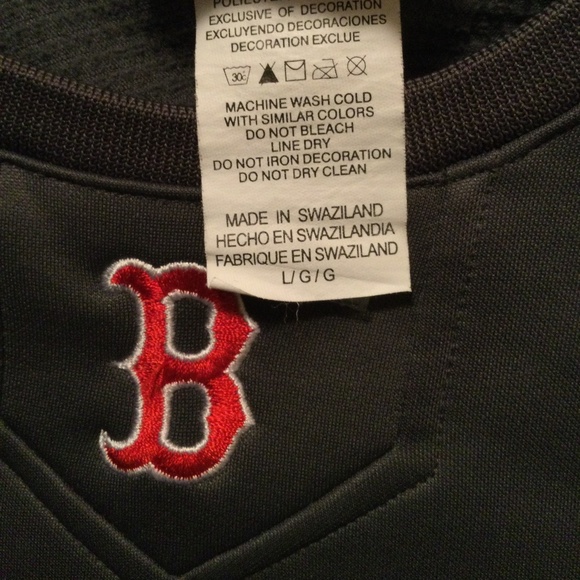 EXCLUSIVE OF DECORATION
EXCLUYENDO DECORACIONES
DECORATION EXCLUE
30
MACHINE WASH COLD
WITH SIMILAR COLORS
DO NOT BLEACH
LINE DRY
DO NOT IRON DECORATION
DO NOT DRY CLEAN
MADE IN SWAZILAND
HECHO EN SWAZILANDIA
FABRIQUE EN SWAZILAND
L/G/G
B